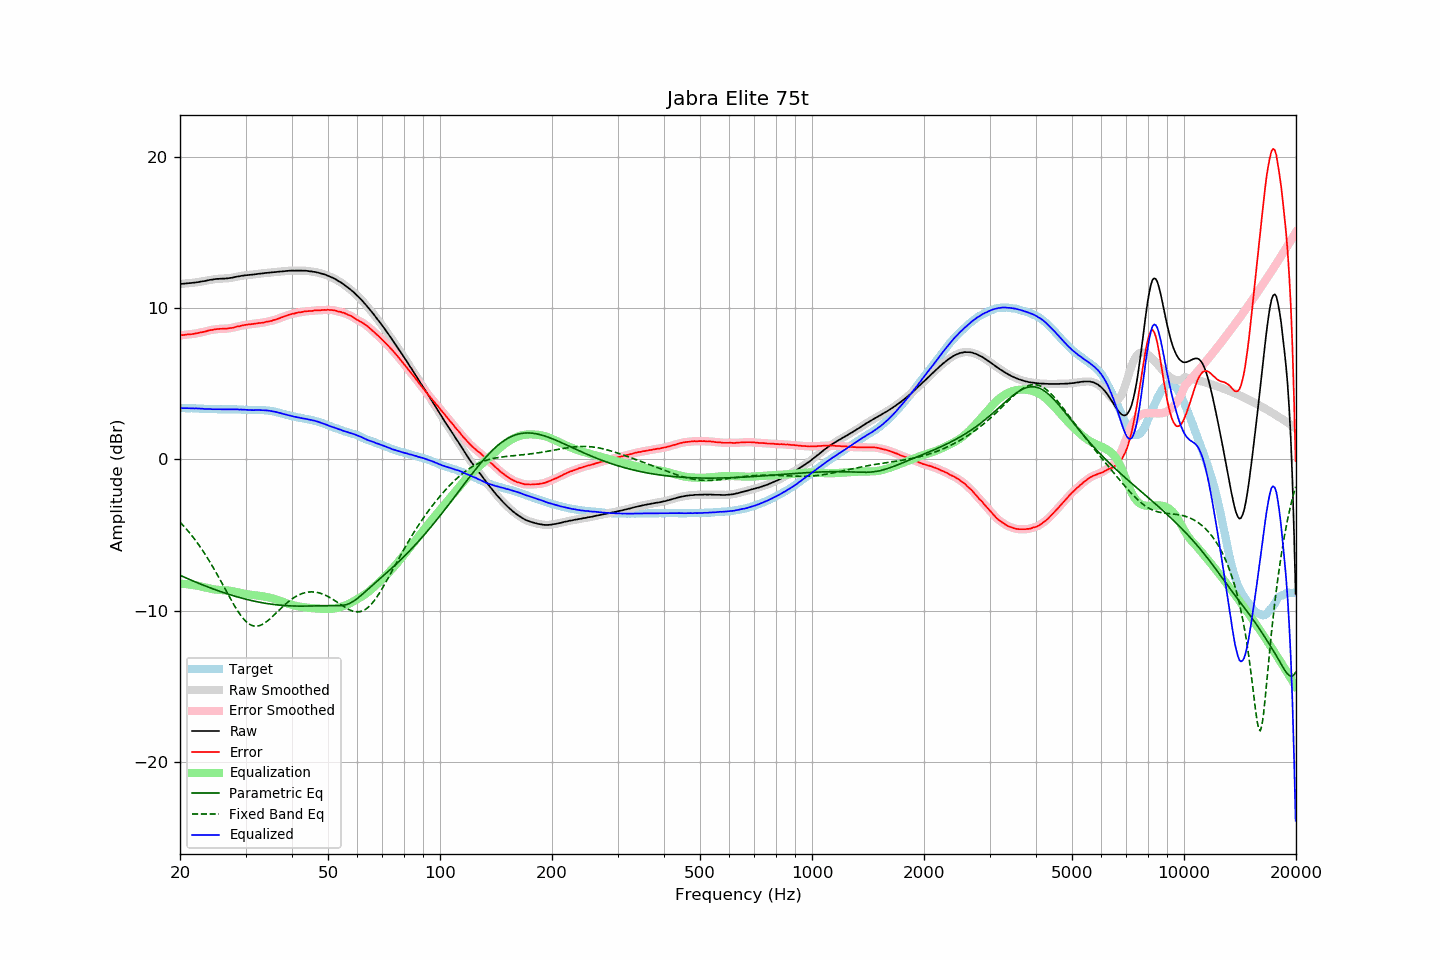 Jabra Elite 75t
Amplitude (dBr)
20
10
0
−10
−20
Target
Raw Smoothed
Error Smoothed
Raw
Error
Equalization
Parametric Eq
Fixed Band Eq
Equalized
20 50 100 200 500 1000 2000 5000 10000 20000
Frequency (Hz)